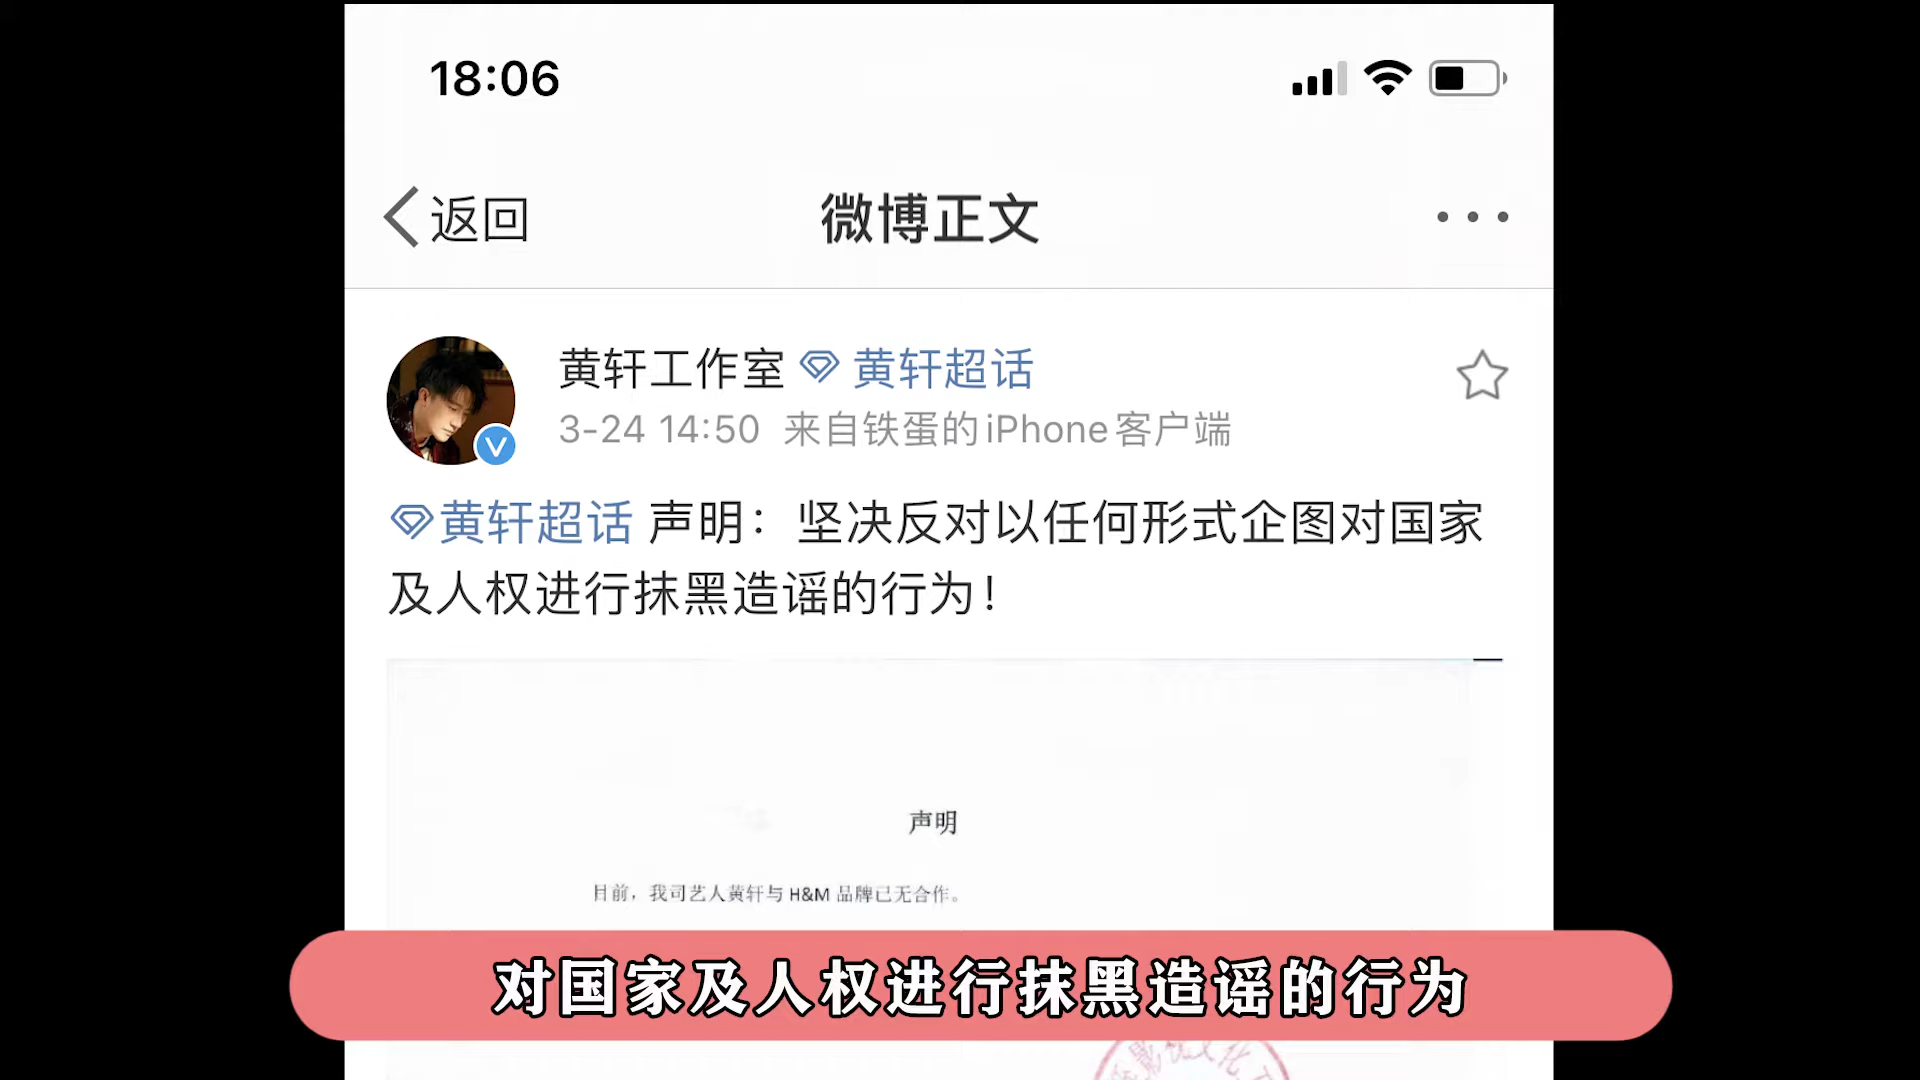 18:06
返回
微博正文
黄轩工作室 黄轩超话
3-24 14:50 来自铁蛋的iPhone客户端
黄轩超话 声明：坚决反对以任何形式企图对国家
及人权进行抹黑造谣的行为！
声明
目前，我司艺人黄轩与 H&M 品牌已无合作。
对国家及人权进行抹黑造谣的行为